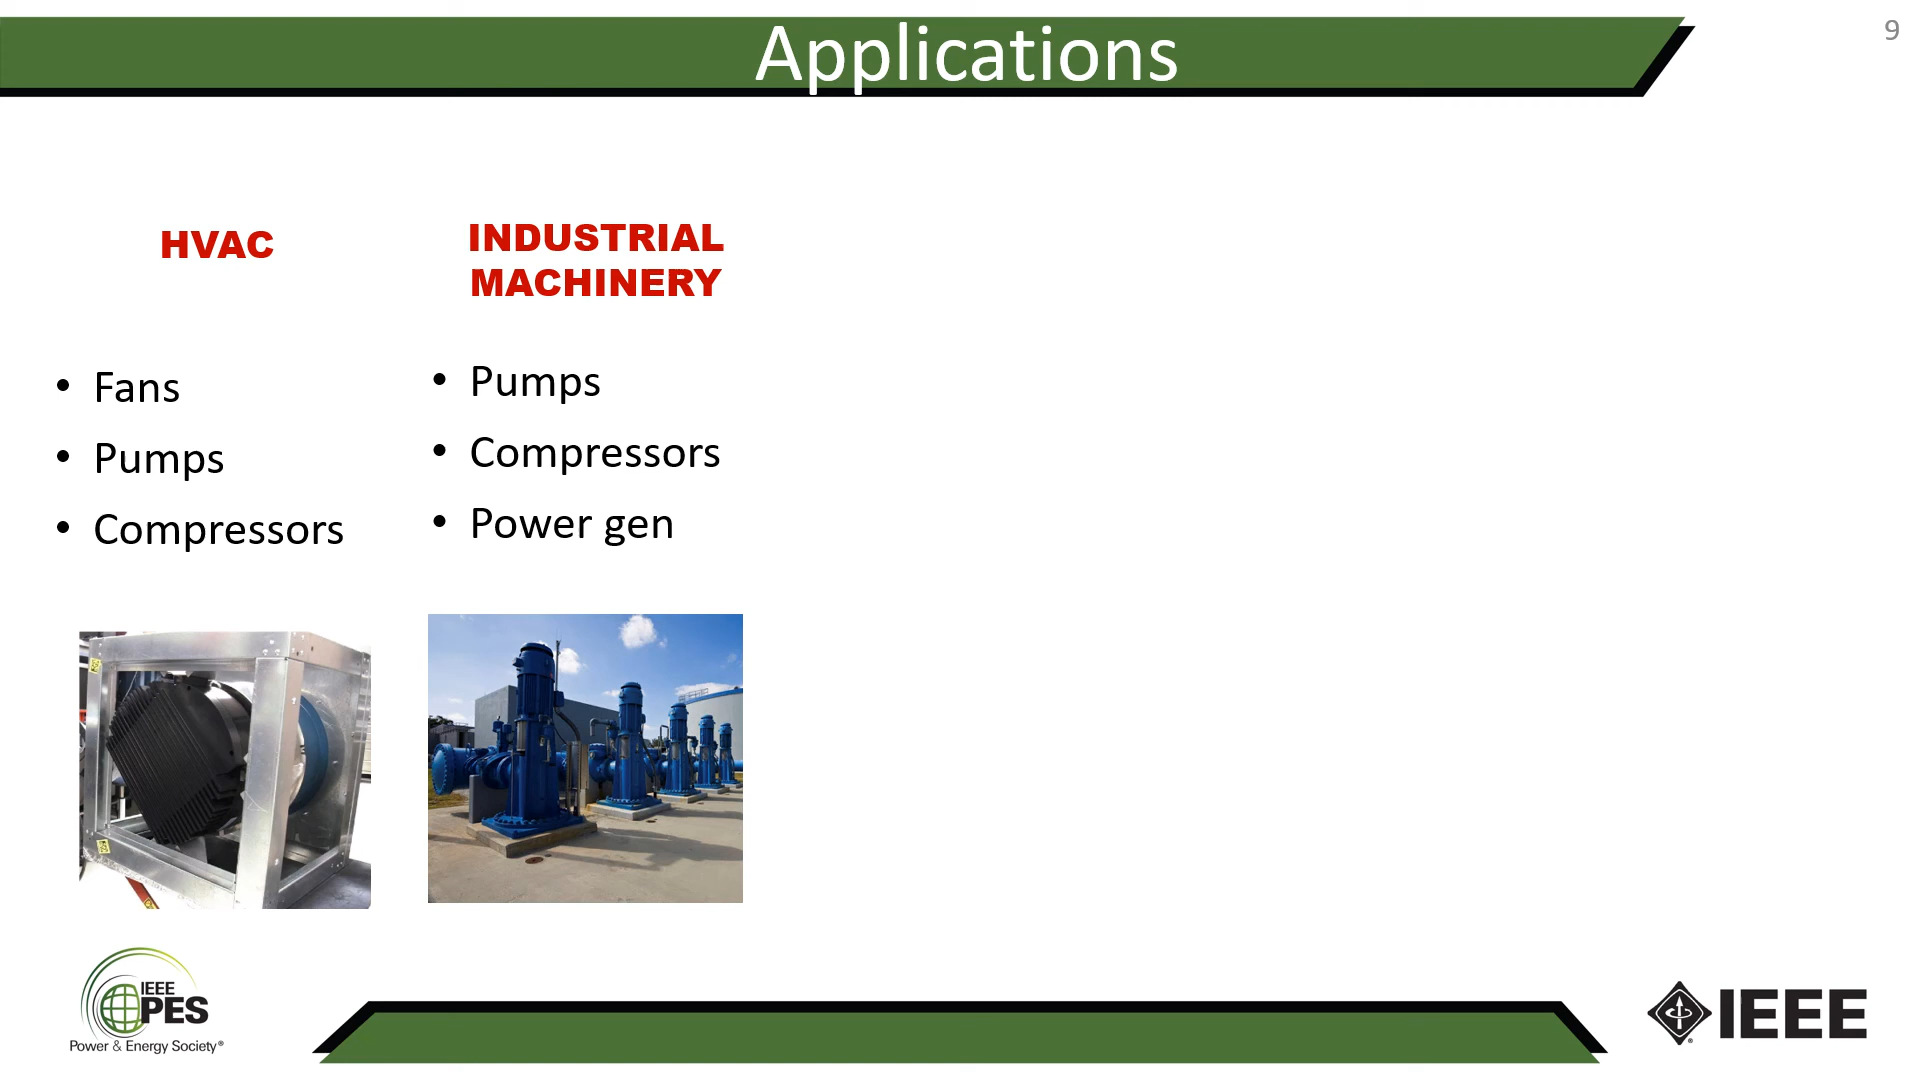 Applications
9
HVAC
INDUSTRIAL
MACHINERY
• Fans
• Pumps
• Compressors
• Pumps
• Compressors
• Power gen
IEEE
PES
Power & Energy Society®
IEEE